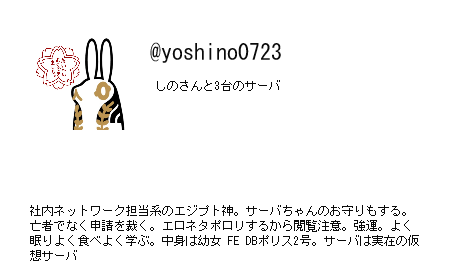 @yoshino0723
しのさんと3台のサーバ
社内ネットワーク担当系のエジプト神。サーバちゃんのお守りもする。
亡者でなく申請を裁く。エロネタポロリするから閲覧注意。強運。よく
眠りよく食べよく学ぶ。中身は幼女 FE DBポリス2号。サーバは実在の仮
想サーバ